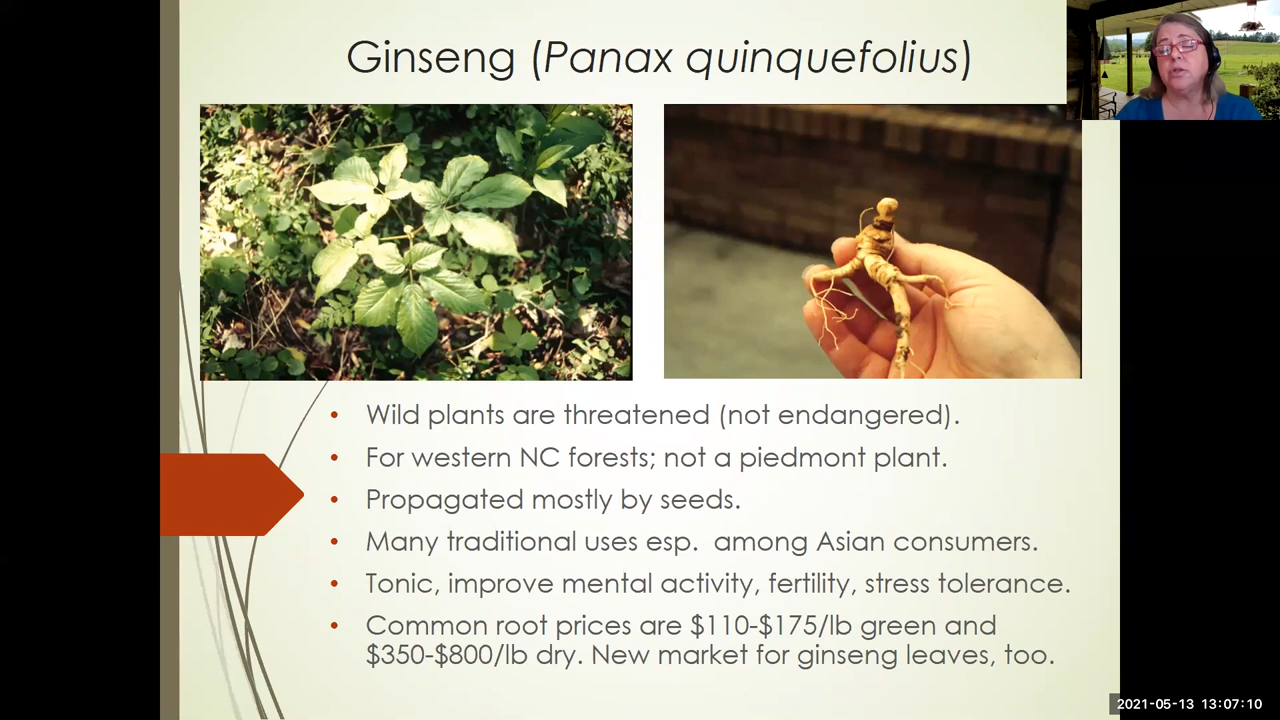 Ginseng (Panax quinquefolius)
• Wild plants are threatened (not endangered).
• For western NC forests; not a piedmont plant.
• Propagated mostly by seeds.
• Many traditional uses esp.  among Asian consumers.
• Tonic, improve mental activity, fertility, stress tolerance.
• Common root prices are $110-$175/lb green and
$350-$800/lb dry. New market for ginseng leaves, too.
2021-05-13 13:07:10